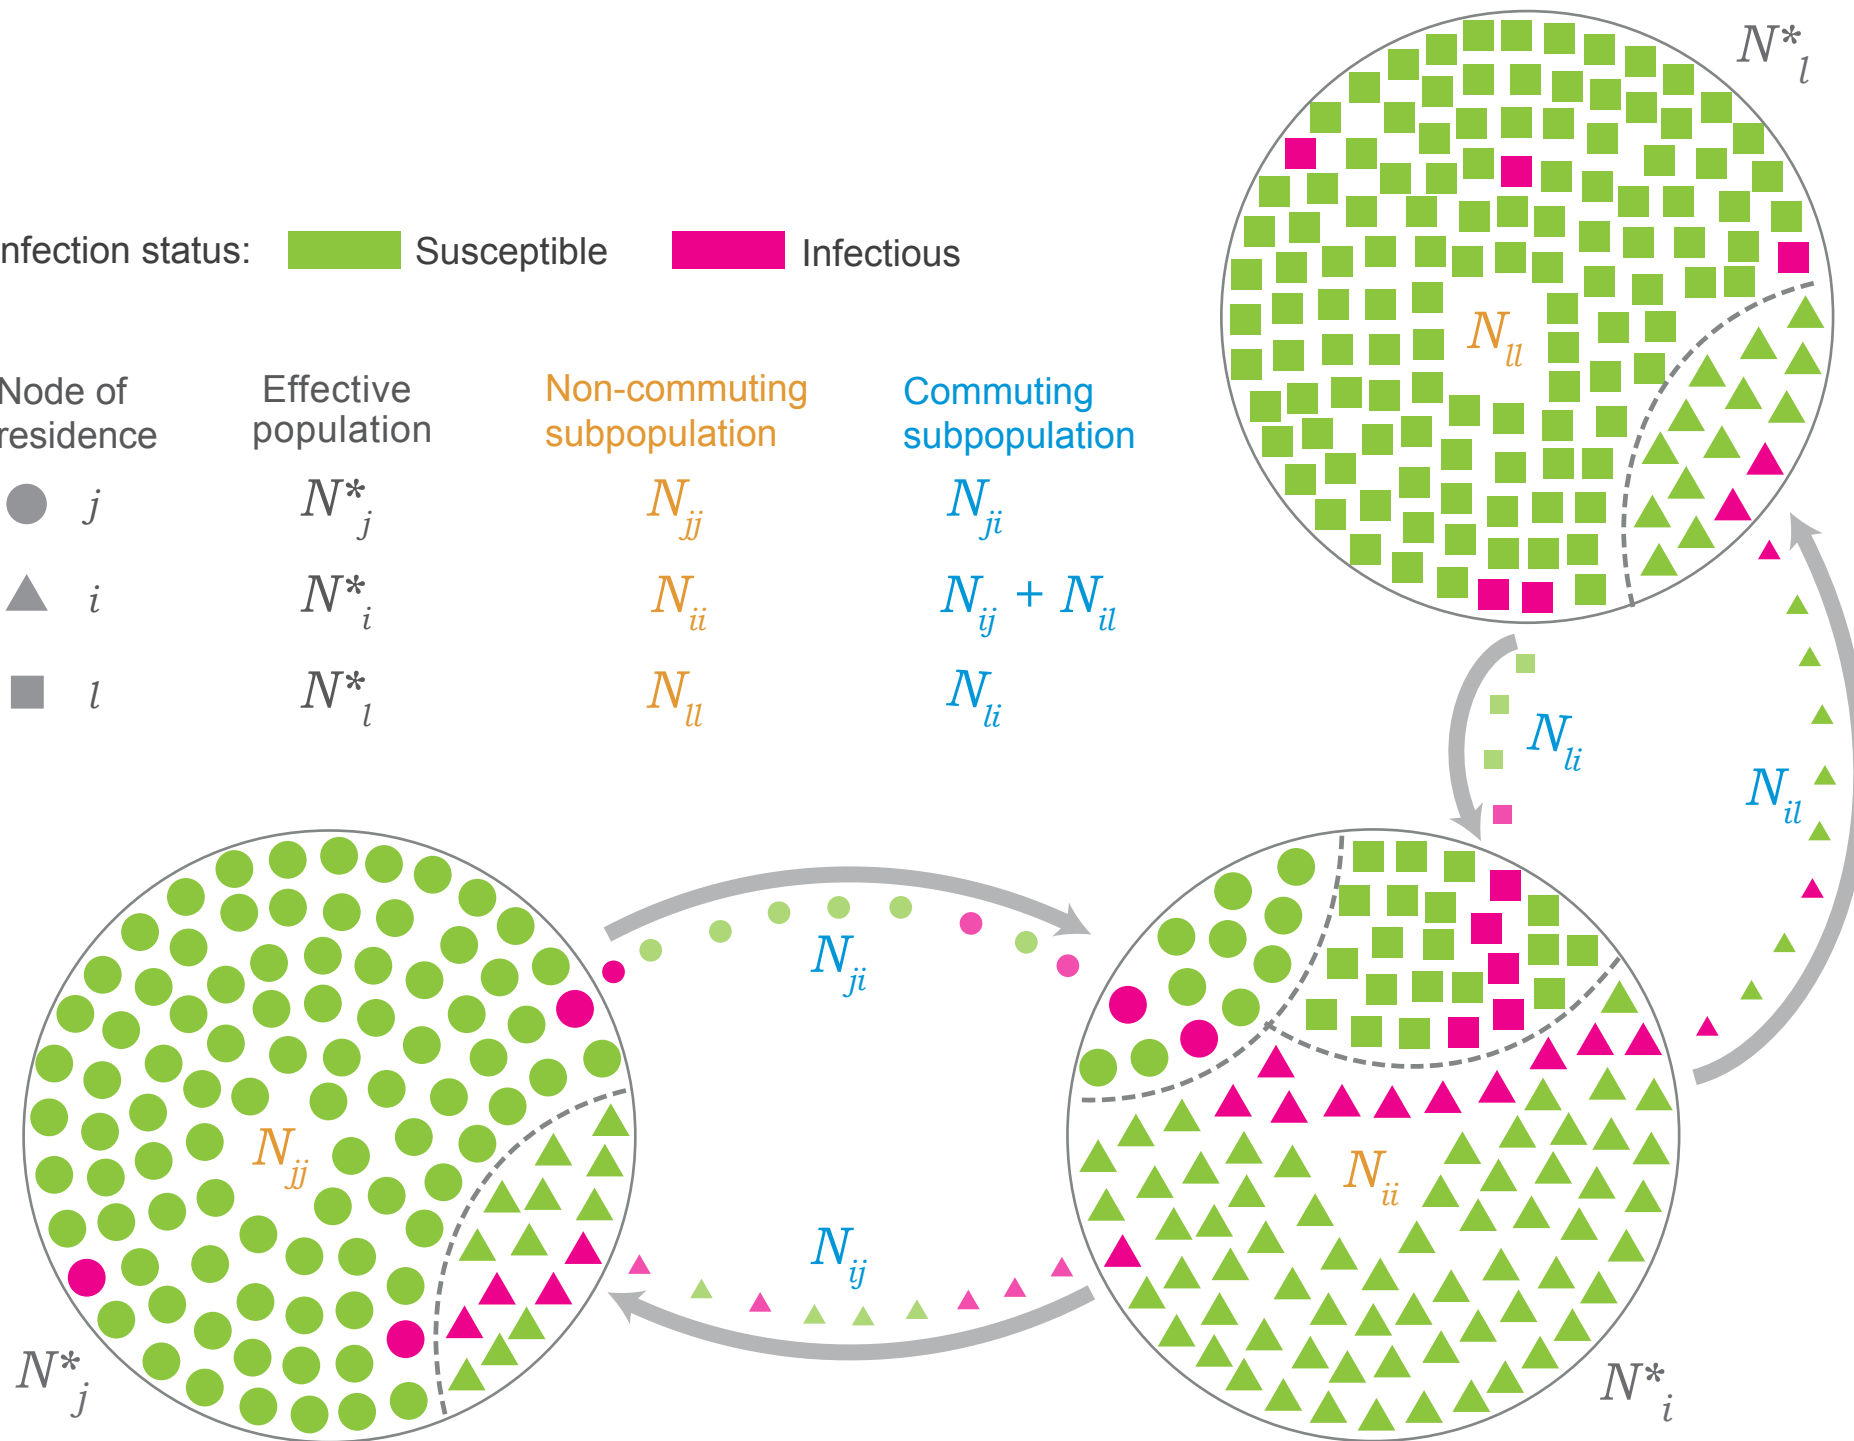 N*l
nfection status: Susceptible Infectious
Node of residence
Effective population
Non-commuting subpopulation
Commuting subpopulation
j N*j Njj Nji
i N*i Nii Nij + Nil
l N*l Nll Nli
Nll
Nli
Nil
Nji
Njj
Nii
Nij
N*j
N*i